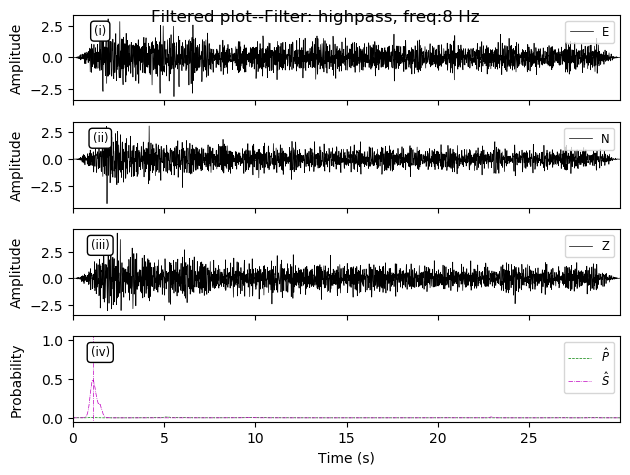 Filtered plot--Filter: highpass, freq:8 Hz
Amplitude
2.5
0.0
−2.5
(i)
E
Amplitude
2.5
0.0
−2.5
(ii)
N
Amplitude
2.5
0.0
−2.5
(iii)
Z
Probability
1.0
0.5
0.0
(iv)
P̂
Ŝ
0 5 10 15 20 25
Time (s)